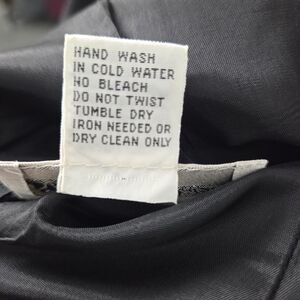 HAND WASH
IN COLD WATER
NO BLEACH
DO NOT TWIST
TUMBLE DRY
IRON NEEDED OR
DRY CLEAN ONLY